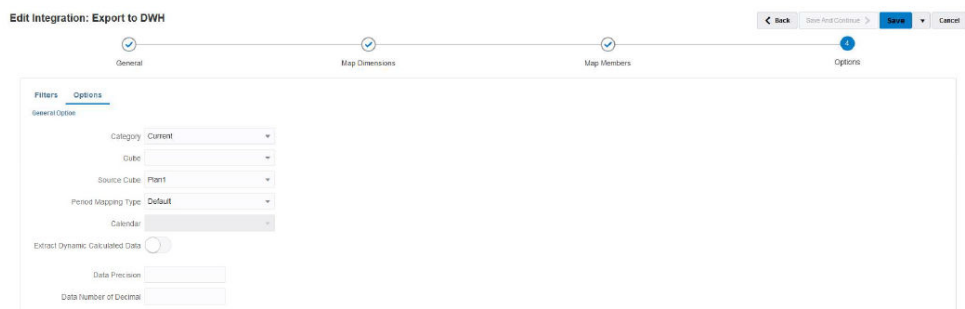 Edit Integration: Export to DWH
Back Save And Continue Save Cancel
4
General Map Dimensions Map Members Options
Filters Options
General Option
Category Current
Cube
Source Cube Plan1
Period Mapping Type Default
Calendar
Extract Dynamic Calculated Data
Data Precision
Data Number of Decimal